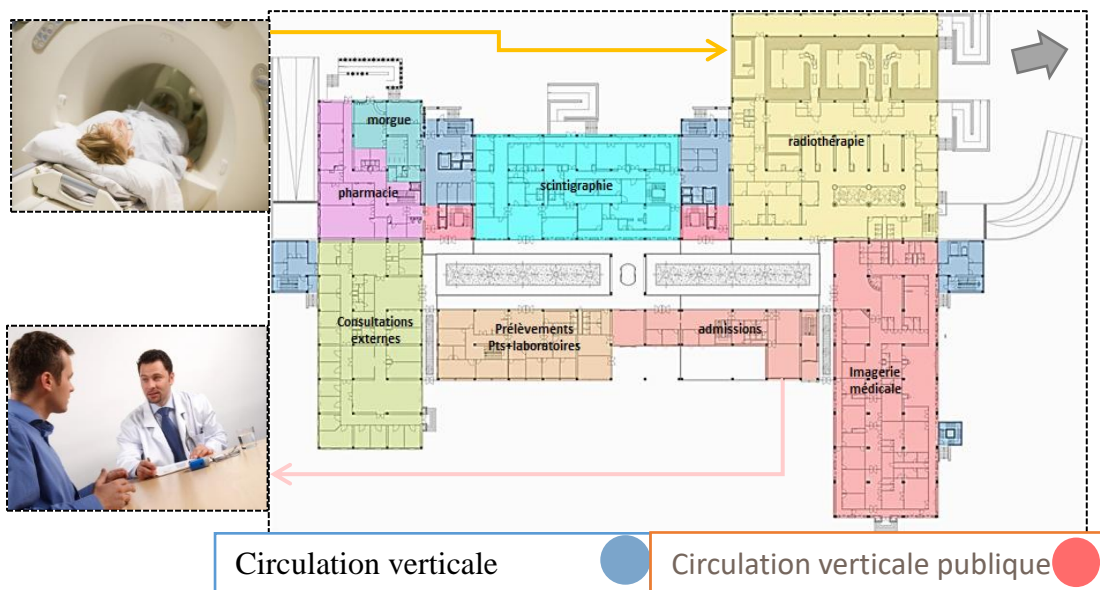 morgue
radiothérapie
pharmacie
scintigraphie
Consultations
externes
Prélèvements
Pts+laboratoires
admissions
Imagerie
médicale
Circulation verticale
Circulation verticale publique